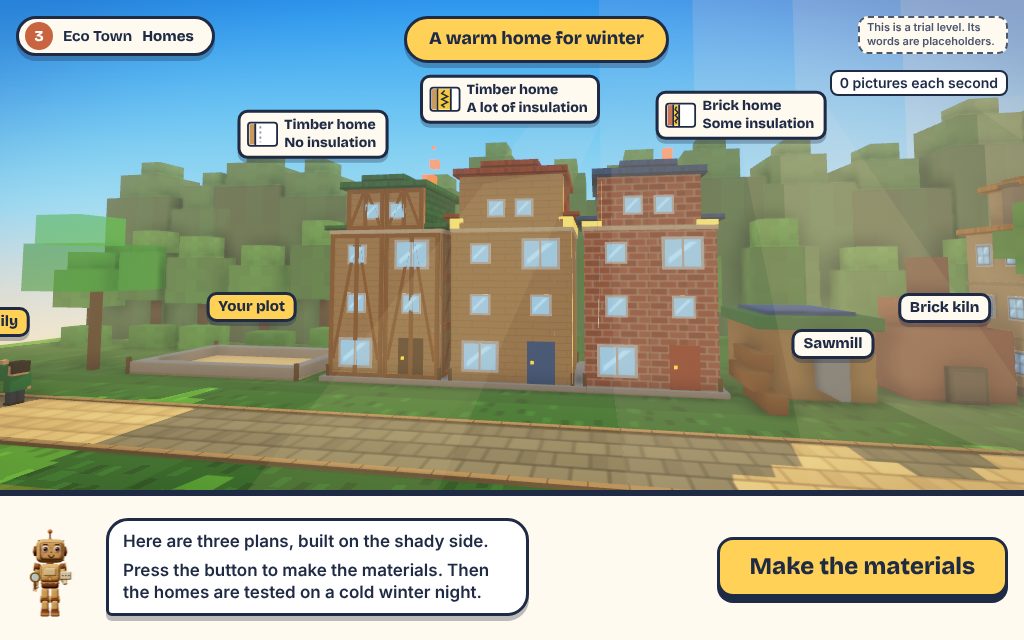 3 Eco Town Homes
A warm home for winter
This is a trial level. Its
words are placeholders.
0 pictures each second
Timber home
No insulation
Timber home
A lot of insulation
Brick home
Some insulation
ily
Your plot
Sawmill
Brick kiln
Here are three plans, built on the shady side.
Press the button to make the materials. Then
the homes are tested on a cold winter night.
Make the materials